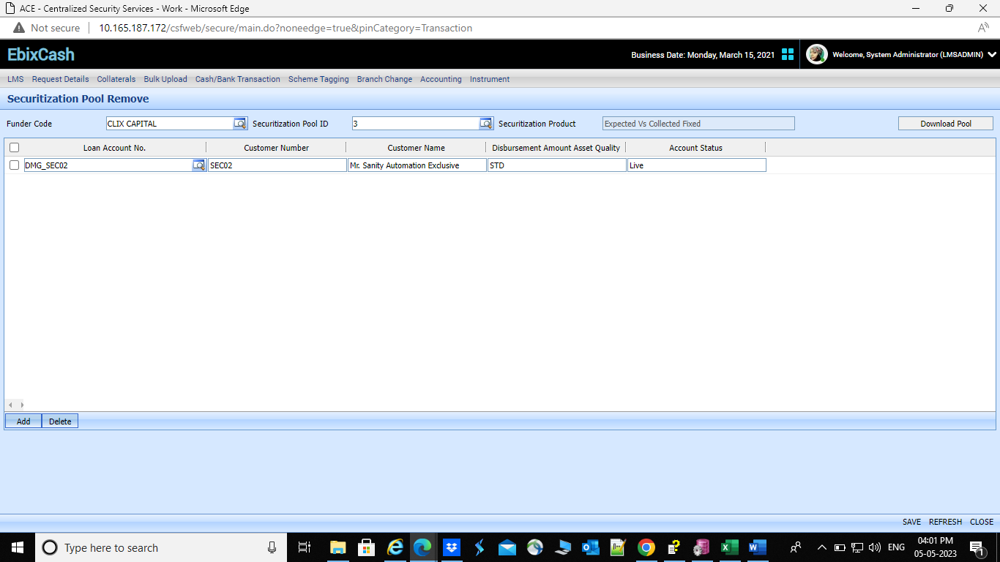 ACE - Centralized Security Services - Work - Microsoft Edge
Not secure 10.165.187.172/csfweb/secure/main.do?noneedge=true&pinCategory=Transaction
EbixCash Business Date: Monday, March 15, 2021 Welcome, System Administrator (LMSADMIN)
LMS Request Details Collaterals Bulk Upload Cash/Bank Transaction Scheme Tagging Branch Change Accounting Instrument
Securitization Pool Remove
Funder Code CLIX CAPITAL Securitization Pool ID 3 Securitization Product Expected Vs Collected Fixed Download Pool
Loan Account No. Customer Number Customer Name Disbursement Amount Asset Quality Account Status
DMG_SEC02 SEC02 Mr. Sanity Automation Exclusive STD Live
Add Delete
SAVE REFRESH CLOSE
Type here to search ENG 04:01 PM
05-05-2023 1